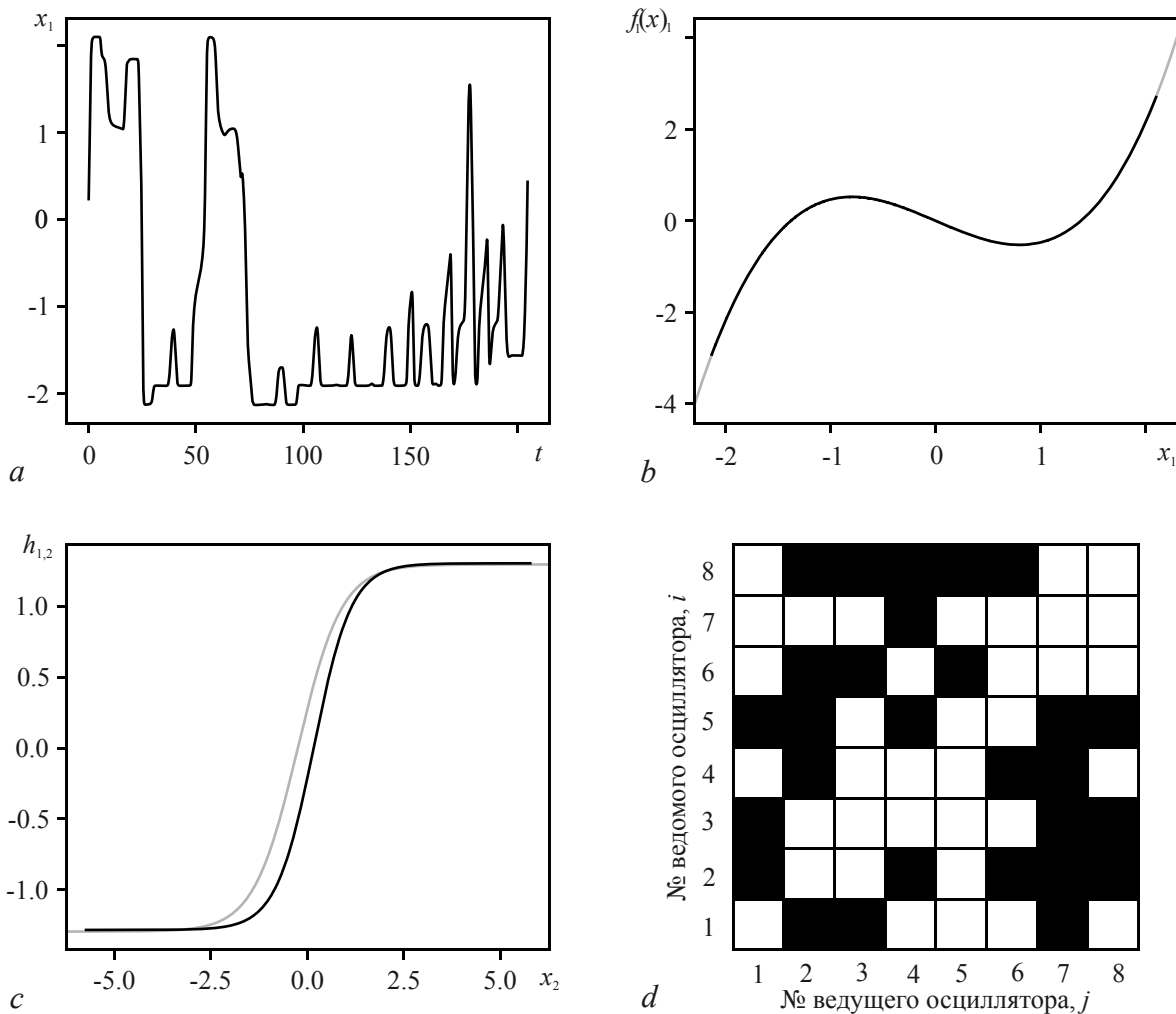 x₁
1
0
-1
-2
0 50 100 150 t
a
f₁(x)₁
2
0
-2
-4
-2 -1 0 1 x₁
b
h₁,₂
1.0
0.5
0.0
-0.5
-1.0
-5.0 -2.5 0.0 2.5 5.0 x₂
c
№ ведомого осциллятора, i
8
7
6
5
4
3
2
1
1 2 3 4 5 6 7 8
№ ведущего осциллятора, j
d